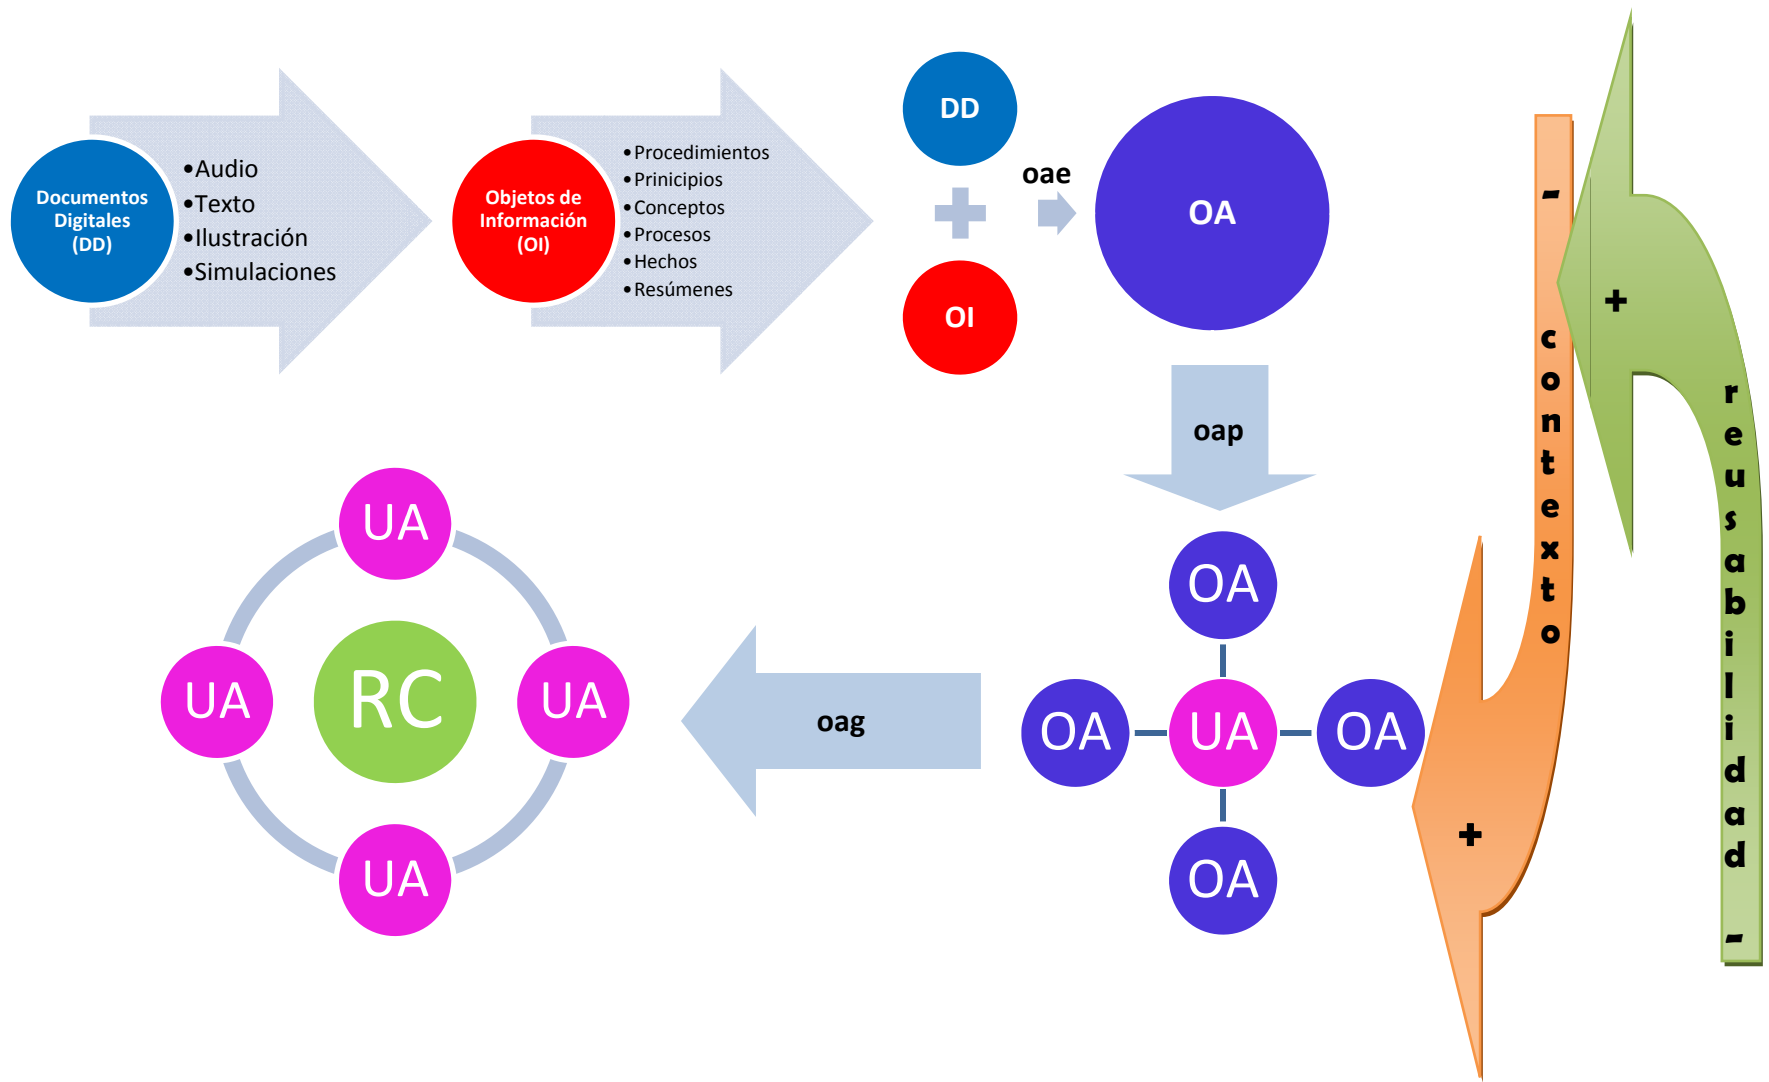 Documentos
Digitales
(DD)
•Audio
•Texto
•Ilustración
•Simulaciones
Objetos de
Información
(OI)
•Procedimientos
•Prinicipios
•Conceptos
•Procesos
•Hechos
•Resúmenes
DD
+
OI
oae
OA
oap
OA
OA
UA
OA
OA
oag
UA
UA
RC
UA
UA
- contexto +
+ reusabilidad -